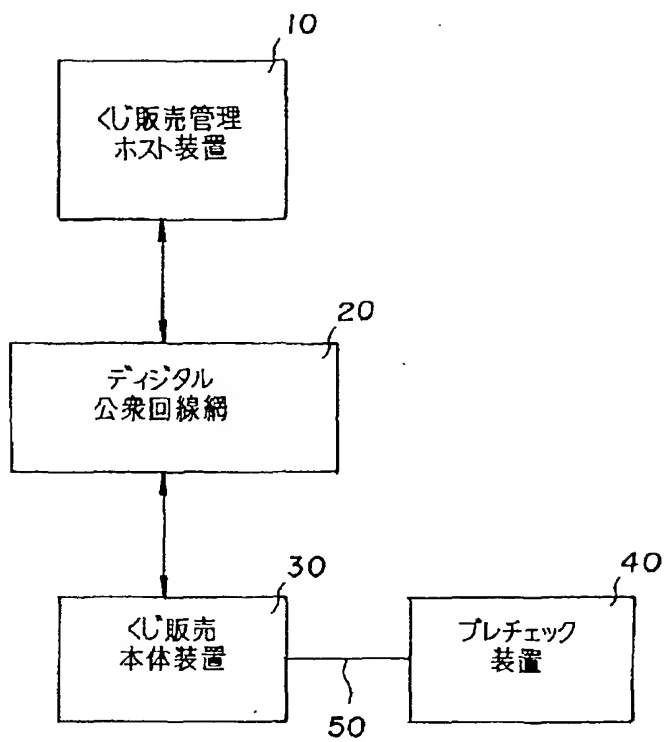 10
くじ販売管理
ホスト装置
20
ディジタル
公衆回線網
30
くじ販売
本体装置
40
プレチェック
装置
50